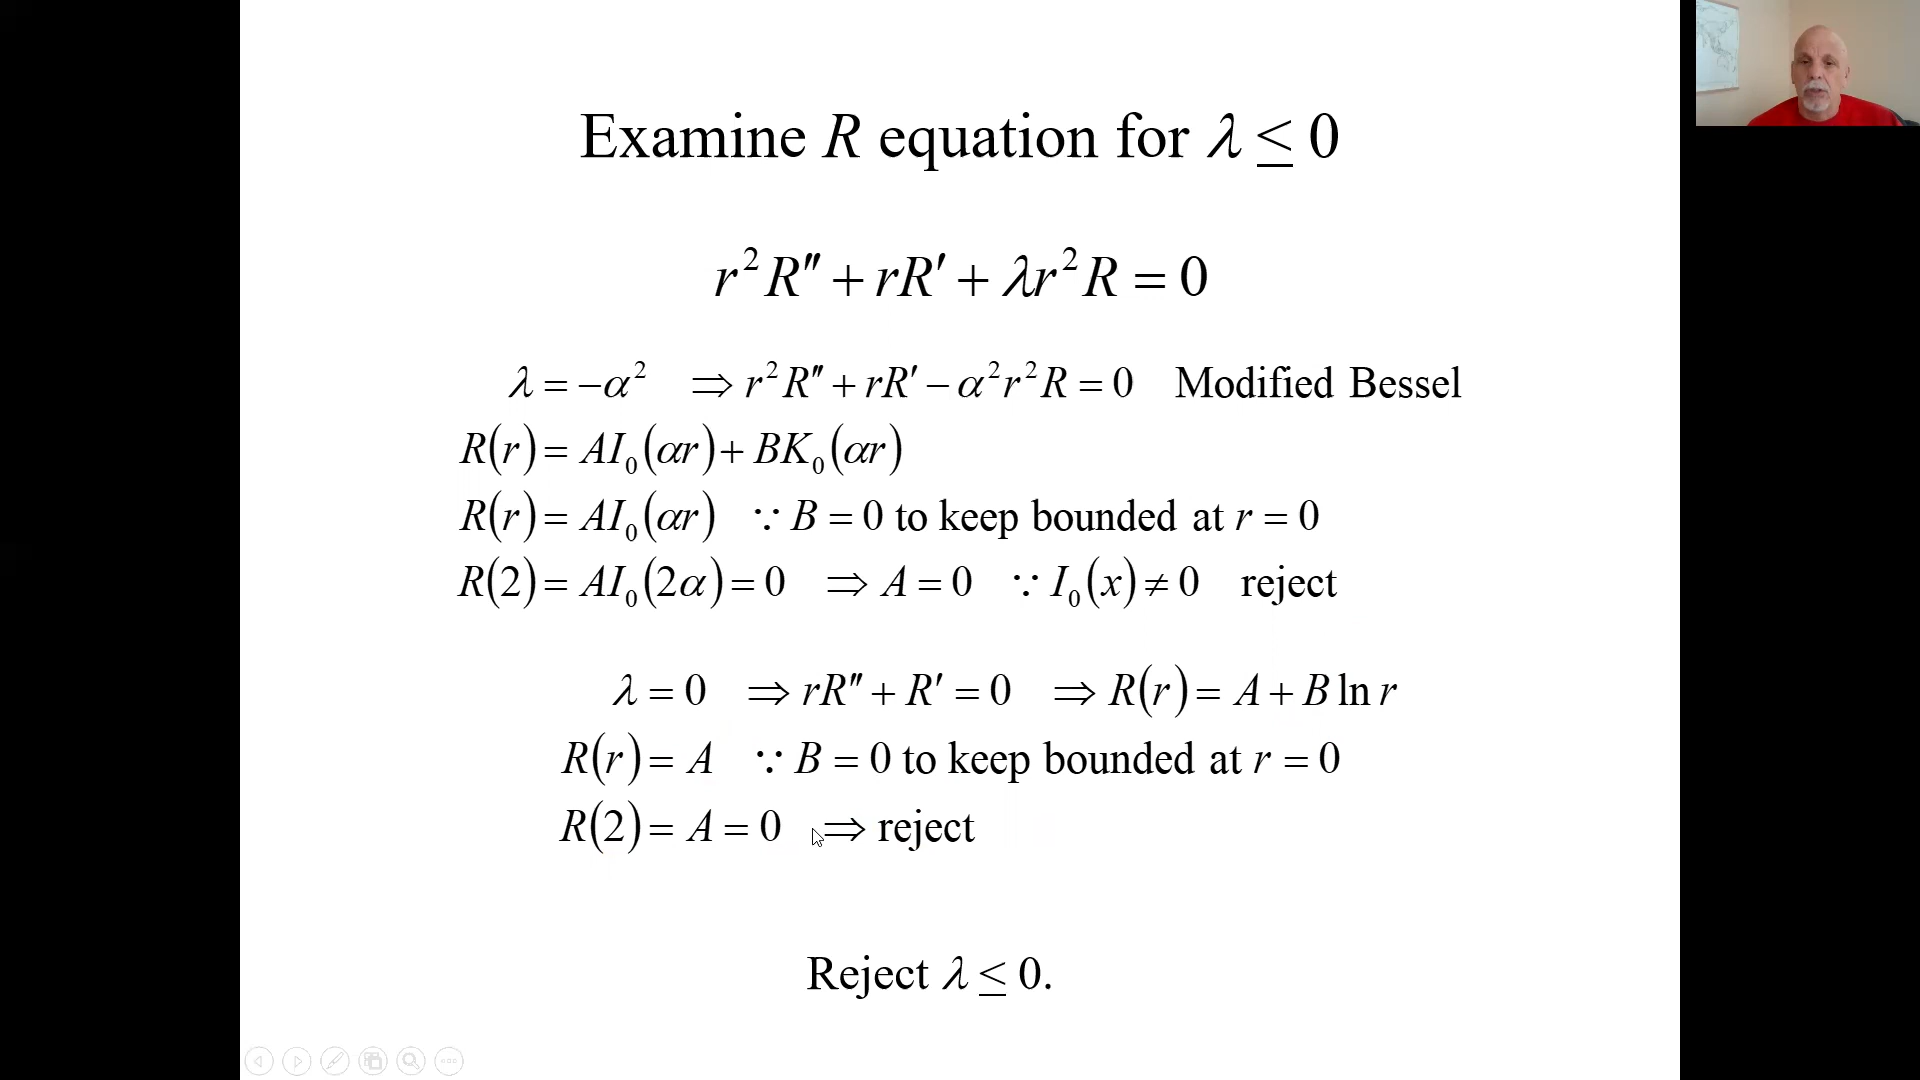 Examine R equation for λ ≤ 0
r²R″ + rR′ + λr²R = 0
λ = −α² ⇒ r²R″ + rR′ − α²r²R = 0 Modified Bessel
R(r) = AI₀(αr) + BK₀(αr)
R(r) = AI₀(αr) ∵ B = 0 to keep bounded at r = 0
R(2) = AI₀(2α) = 0 ⇒ A = 0 ∵ I₀(x) ≠ 0 reject
λ = 0 ⇒ rR″ + R′ = 0 ⇒ R(r) = A + B ln r
R(r) = A ∵ B = 0 to keep bounded at r = 0
R(2) = A = 0 ⇒ reject
Reject λ ≤ 0.